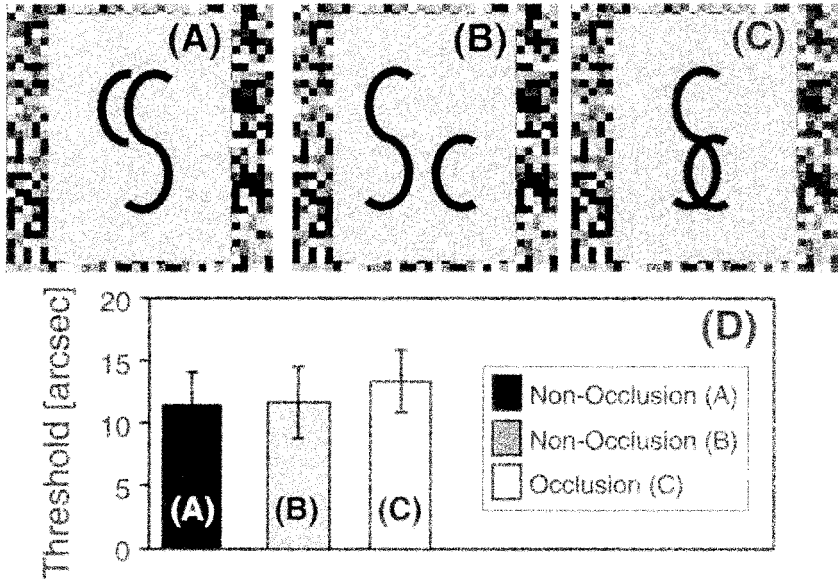 (A)
(B)
(C)
Threshold [arcsec]
20
15
10
5
0
(A)
(B)
(C)
(D)
Non-Occlusion (A)
Non-Occlusion (B)
Occlusion (C)